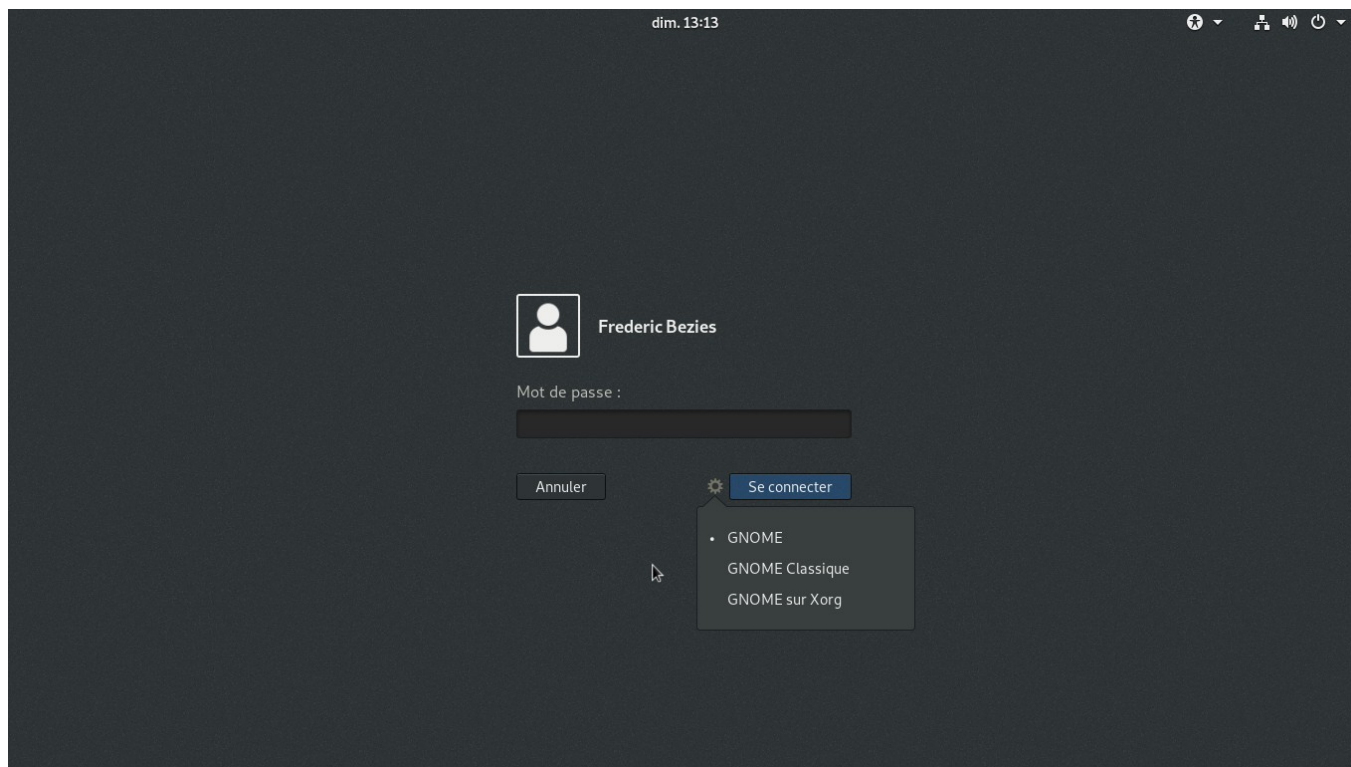 dim. 13:13
Frederic Bezies
Mot de passe :
Annuler
Se connecter
• GNOME
GNOME Classique
GNOME sur Xorg